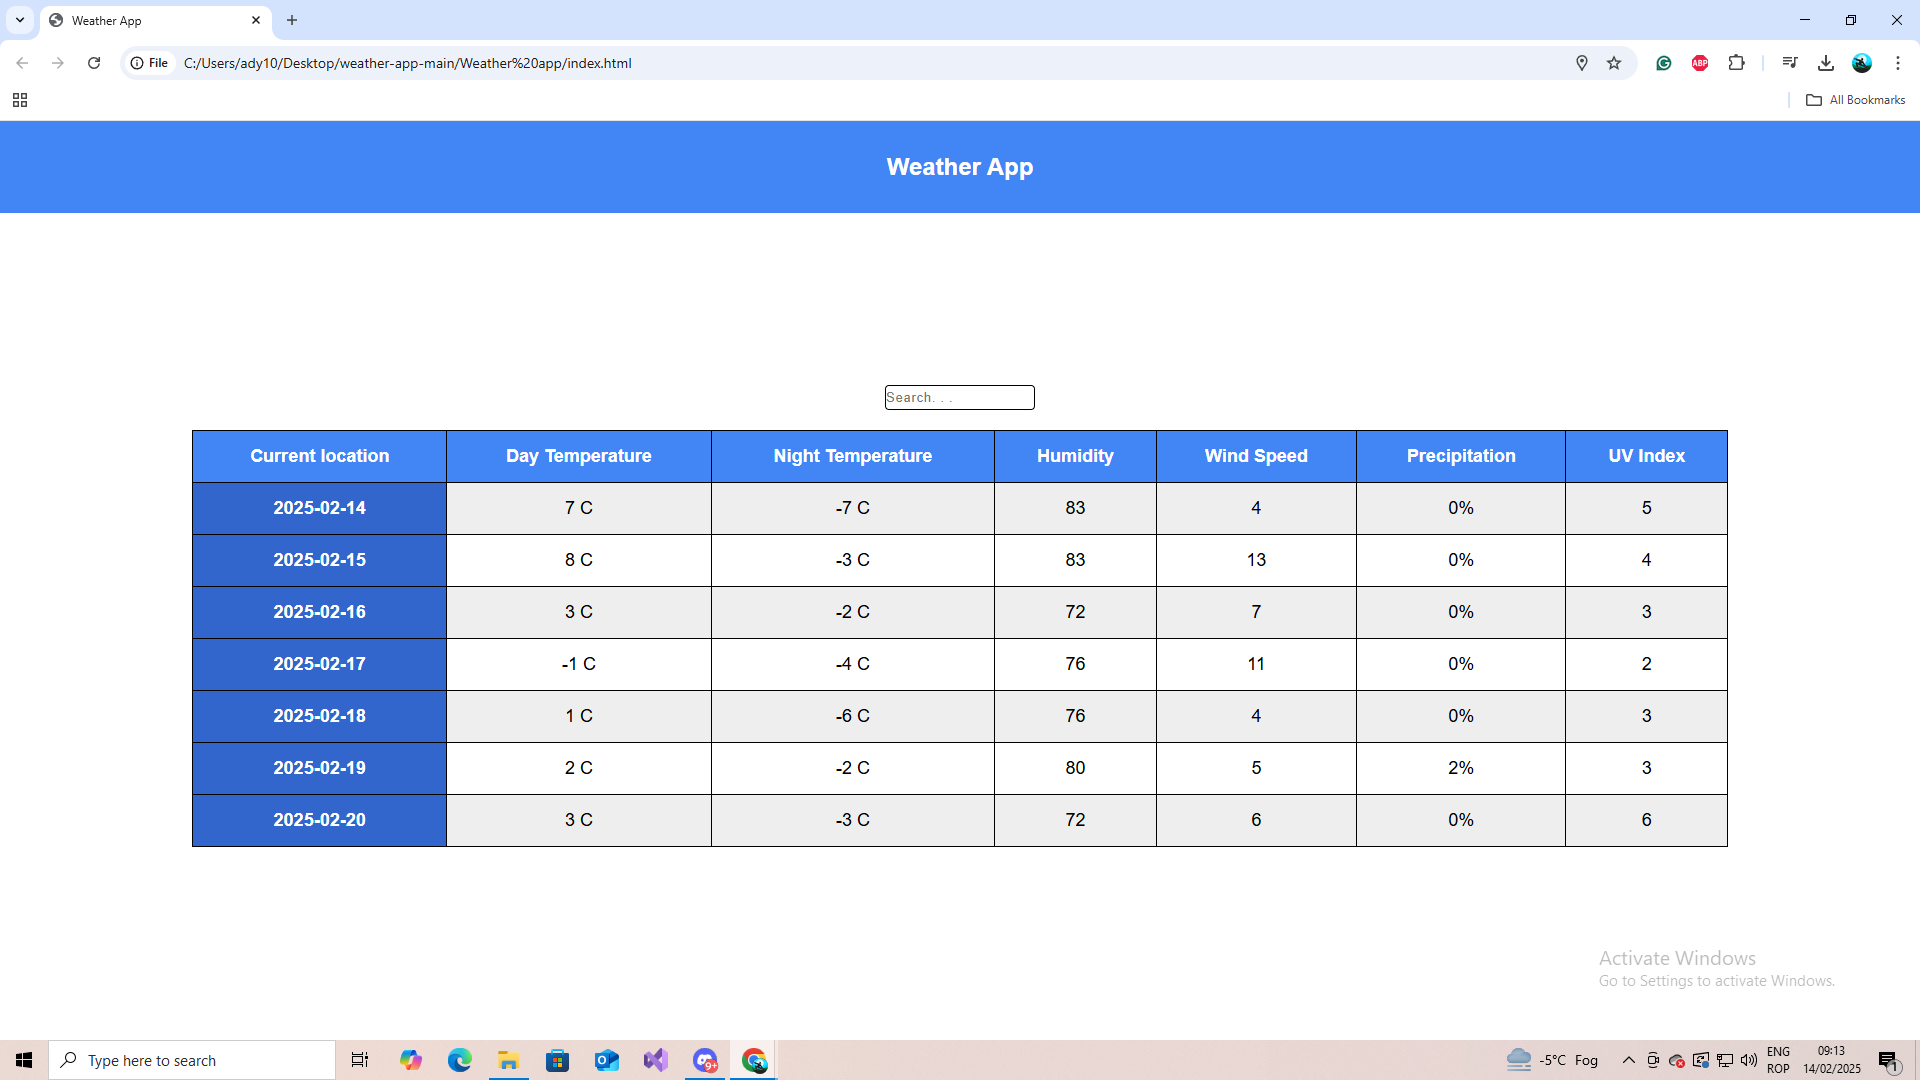 Weather App
File C:/Users/ady10/Desktop/weather-app-main/Weather%20app/index.html
ABP
All Bookmarks
Weather App
Search. . .
Current location Day Temperature Night Temperature Humidity Wind Speed Precipitation UV Index
2025-02-14 7 C -7 C 83 4 0% 5
2025-02-15 8 C -3 C 83 13 0% 4
2025-02-16 3 C -2 C 72 7 0% 3
2025-02-17 -1 C -4 C 76 11 0% 2
2025-02-18 1 C -6 C 76 4 0% 3
2025-02-19 2 C -2 C 80 5 2% 3
2025-02-20 3 C -3 C 72 6 0% 6
Activate Windows
Go to Settings to activate Windows.
Type here to search
9+
-5°C Fog
ENG
ROP
09:13
14/02/2025
1